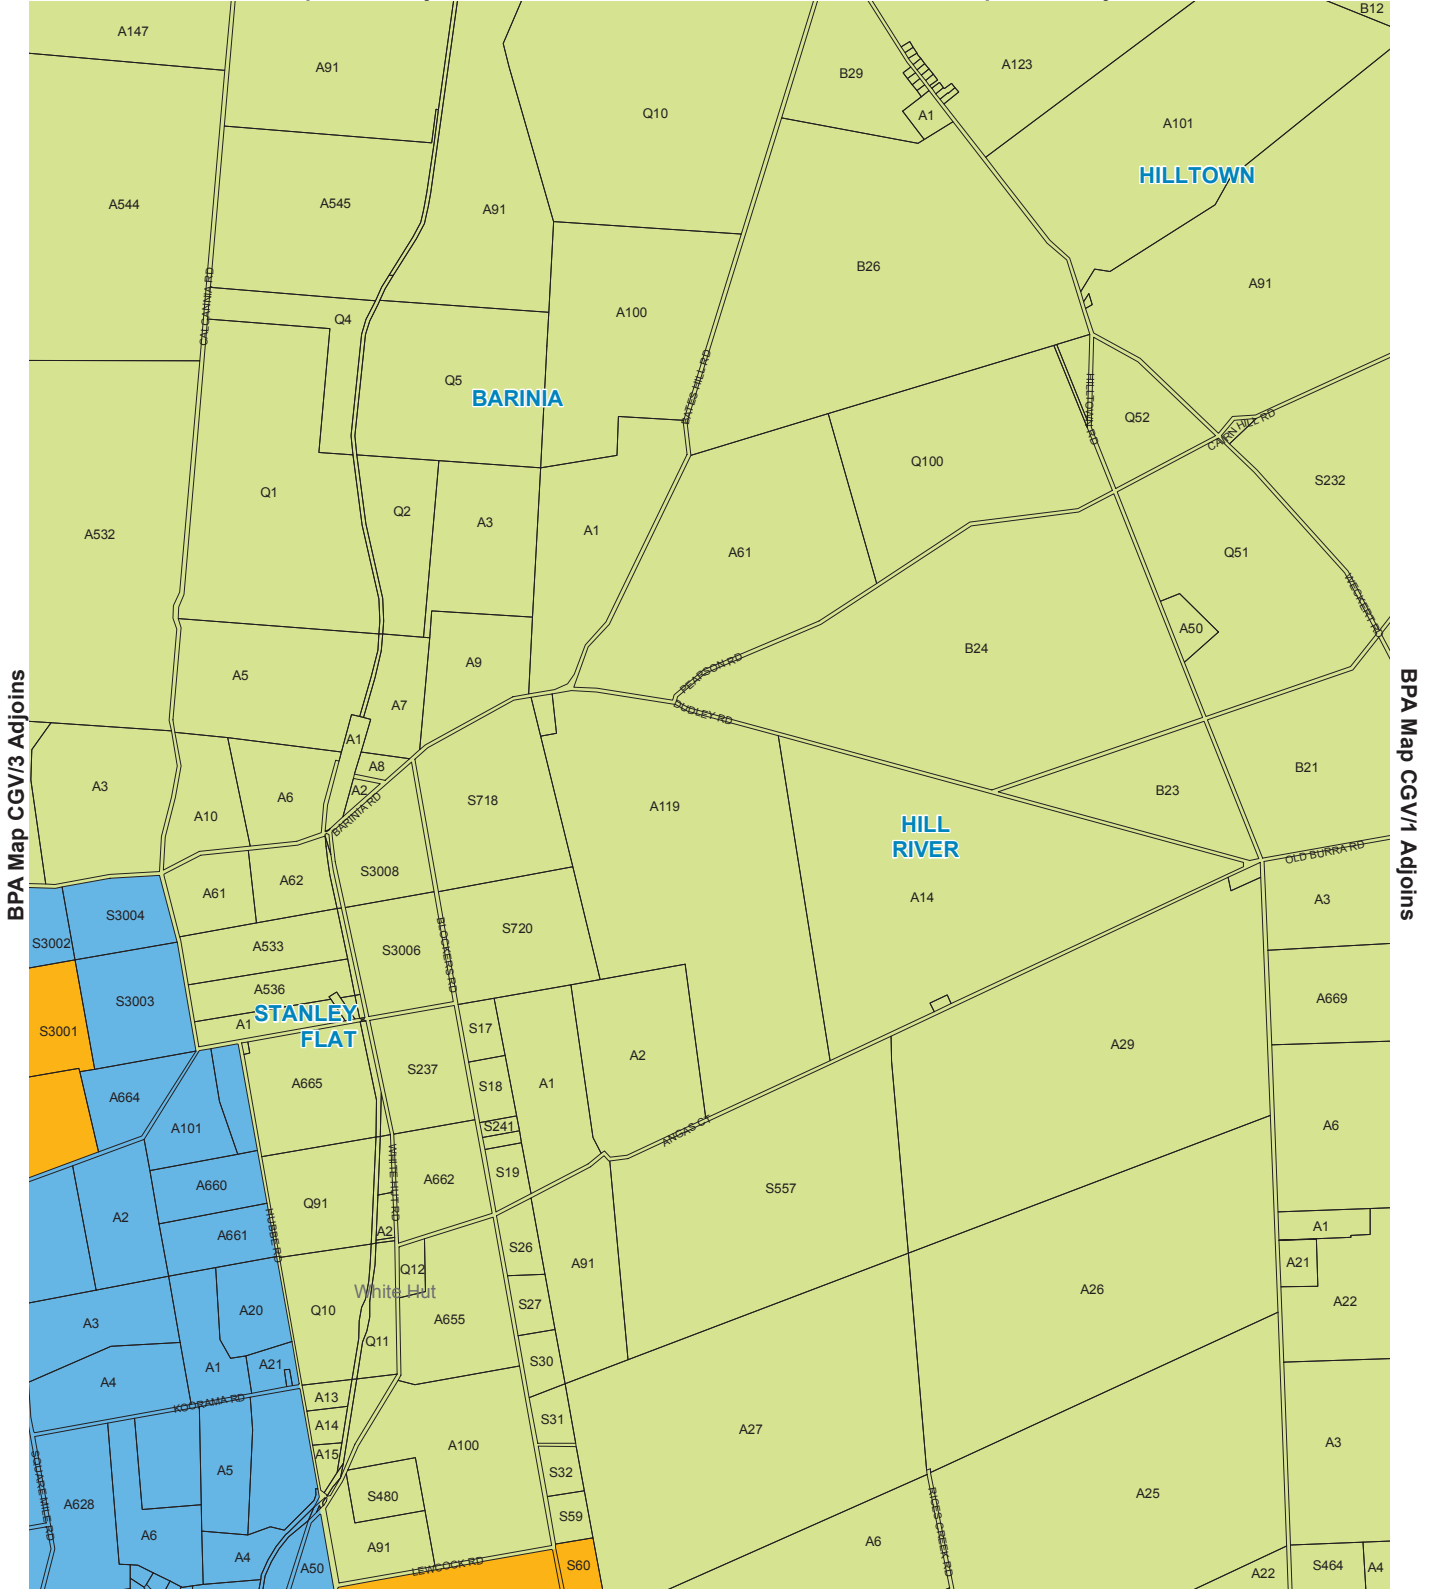 A147
B12
A91
B29
A123
Q10
A1
A101
HILLTOWN
A544
A545
A91
B26
A91
CALCANNIA RD
Q4
A100
Q5
BARINIA
BATES HILL RD
HILLTOWN RD
Q52
CAIRN HILL RD
Q100
S232
Q1
Q2
A3
A1
A61
A532
Q51
WECKERT R
A50
B24
A9
PEARSON RD
A5
A7
DUDLEY RD
BPA Map CGV/3 Adjoins
BPA Map CGV/1 Adjoins
A1
A8
A2
B21
A3
A6
S718
B23
A10
A119
BARINIA RD
HILL
RIVER
OLD BURRA RD
S3008
A62
A61
A14
A3
S3004
S3002
S720
A533
S3006
BLOCKERS RD
A536
S3003
A669
STANLEY
FLAT
A1
S17
S3001
A29
A2
S237
A665
A1
S18
A664
A101
S241
ANGAS CT
A6
WHITE HUT RD
S19
A662
A660
S557
Q91
A2
A1
A661
HUBBE RD
A2
S26
A91
A21
Q12
White Hut
A26
A22
S27
Q10
A20
A655
A3
Q11
S30
A21
A1
A4
A13
KOORAMA RD
S31
A14
A27
A100
A3
A15
SQUARE MILE RD
A5
S32
A25
S480
A628
S59
RICES CREEK RD
A6
A6
A91
A4
LEWCOCK RD
S60
A50
A22
S464
A4